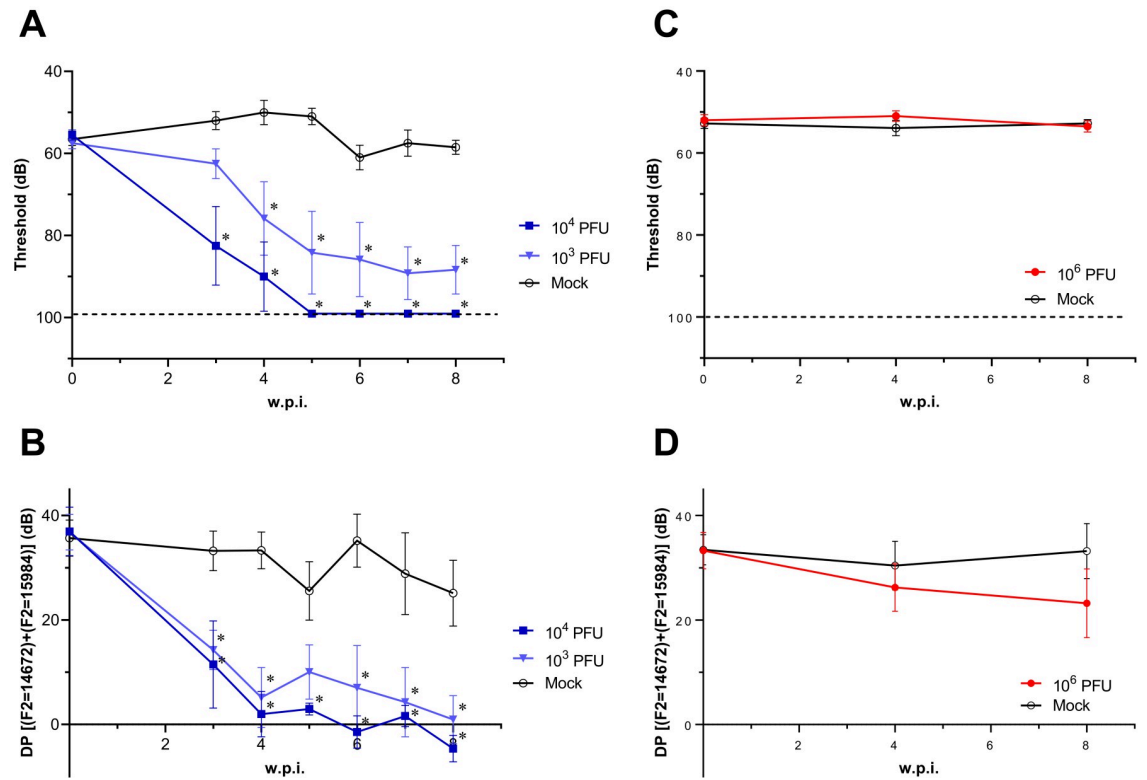 A
40
60
80
100
Threshold (dB)
0
2
4
6
8
w.p.i.
* * * * * *
* * * * *
10⁴ PFU
10³ PFU
Mock
C
40
60
80
100
Threshold (dB)
0
2
4
6
8
w.p.i.
10⁶ PFU
Mock
B
40
20
0
DP [(F2=14672)+(F2=15984)] (dB)
2
4
6
8
w.p.i.
* * * * *
* * * * * *
10⁴ PFU
10³ PFU
Mock
D
40
20
0
DP [(F2=14672)+(F2=15984)] (dB)
2
4
6
8
w.p.i.
10⁶ PFU
Mock